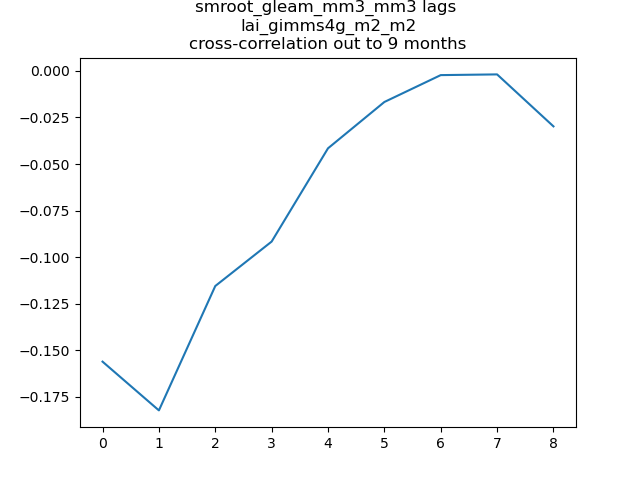 smroot_gleam_mm3_mm3 lags
lai_gimms4g_m2_m2
cross-correlation out to 9 months
0.000
−0.025
−0.050
−0.075
−0.100
−0.125
−0.150
−0.175
0 1 2 3 4 5 6 7 8